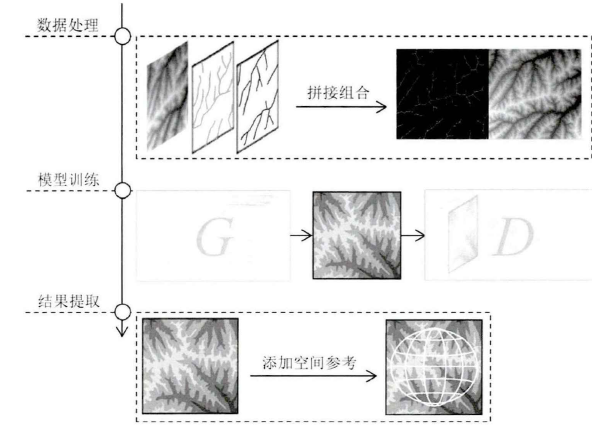 数据处理
拼接组合
模型训练
G
D
结果提取
添加空间参考